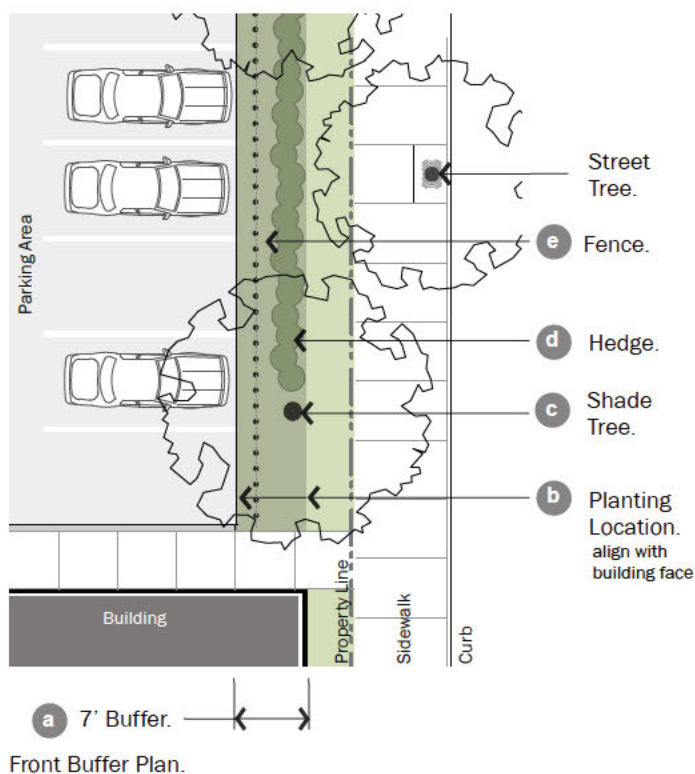 Parking Area
Street
Tree.
e Fence.
d Hedge.
c Shade
Tree.
b Planting
Location.
align with
building face
Building
Property Line
Sidewalk
Curb
a 7' Buffer.
Front Buffer Plan.